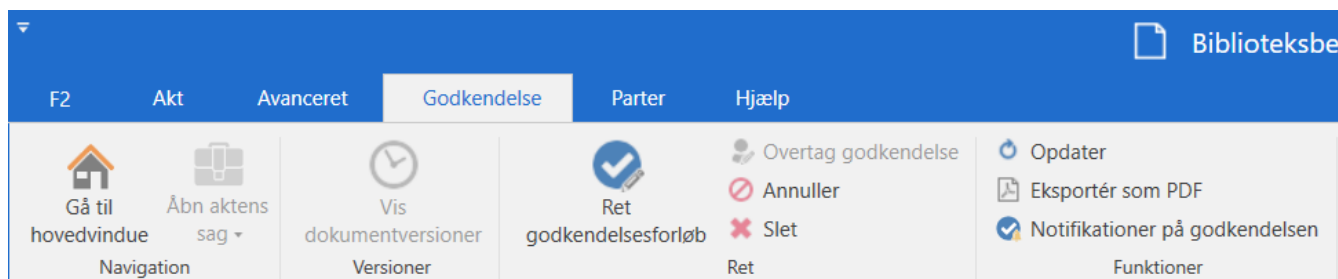 Biblioteksbe
F2 Akt Avanceret Godkendelse Parter Hjælp
Gå til
hovedvindue
Åbn aktens
sag
Navigation
Vis
dokumentversioner
Versioner
Ret
godkendelsesforløb
Overtag godkendelse
Annuller
Slet
Ret
Opdater
Eksportér som PDF
Notifikationer på godkendelsen
Funktioner